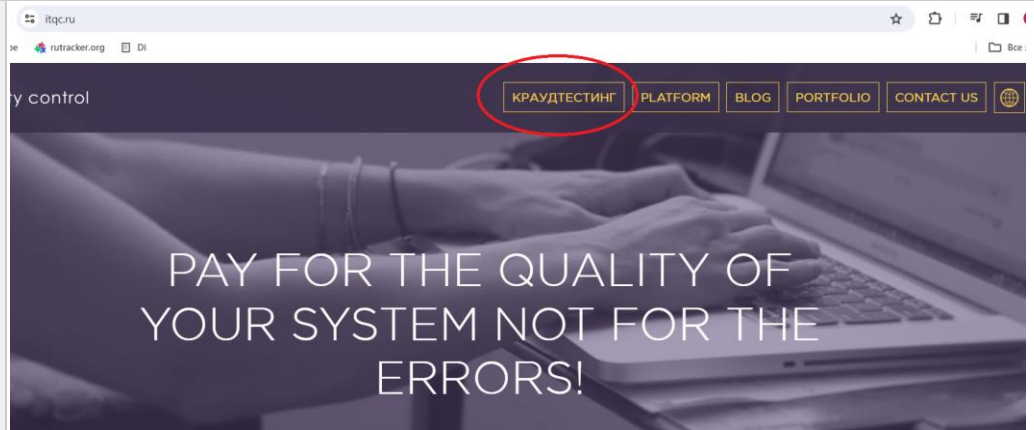 itqc.ru
rutracker.org Di
Все
ty control КРАУДТЕСТИНГ PLATFORM BLOG PORTFOLIO CONTACT US
PAY FOR THE QUALITY OF
YOUR SYSTEM NOT FOR THE
ERRORS!